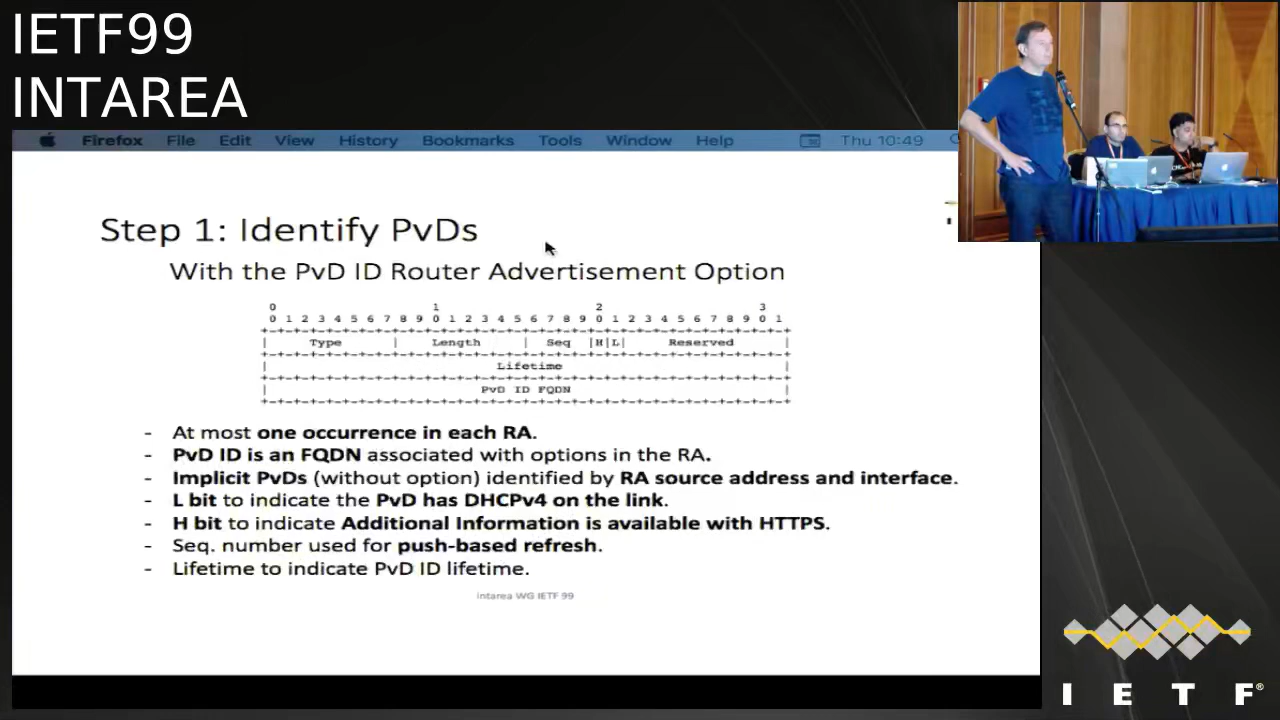 IETF99
INTAREA
Firefox File Edit View History Bookmarks Tools Window Help Thu 10:49
Step 1: Identify PvDs
With the PvD ID Router Advertisement Option
0 1 2 3
0 1 2 3 4 5 6 7 8 9 0 1 2 3 4 5 6 7 8 9 0 1 2 3 4 5 6 7 8 9 0 1
+-+-+-+-+-+-+-+-+-+-+-+-+-+-+-+-+-+-+-+-+-+-+-+-+-+-+-+-+-+-+-+-+
| Type | Length | Seq |H|L| Reserved |
+-+-+-+-+-+-+-+-+-+-+-+-+-+-+-+-+-+-+-+-+-+-+-+-+-+-+-+-+-+-+-+-+
| Lifetime |
+-+-+-+-+-+-+-+-+-+-+-+-+-+-+-+-+-+-+-+-+-+-+-+-+-+-+-+-+-+-+-+-+
| PvD ID FQDN |
+-+-+-+-+-+-+-+-+-+-+-+-+-+-+-+-+-+-+-+-+-+-+-+-+-+-+-+-+-+-+-+-+
- At most one occurrence in each RA.
- PvD ID is an FQDN associated with options in the RA.
- Implicit PvDs (without option) identified by RA source address and interface.
- L bit to indicate the PvD has DHCPv4 on the link.
- H bit to indicate Additional Information is available with HTTPS.
- Seq. number used for push-based refresh.
- Lifetime to indicate PvD ID lifetime.
intarea WG IETF 99
I E T F®